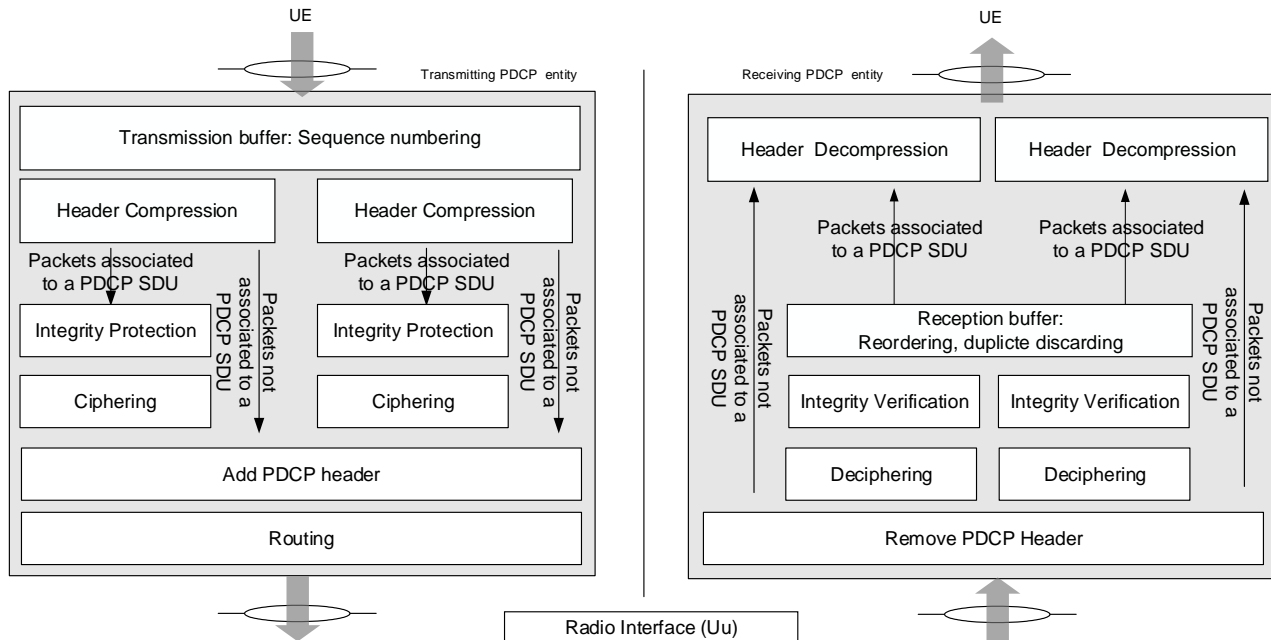 UE
Transmitting PDCP entity
Transmission buffer: Sequence numbering
Header Compression
Header Compression
Packets associated
to a PDCP SDU
Packets not
associated to a
PDCP SDU
Packets associated
to a PDCP SDU
Packets not
associated to a
PDCP SDU
Integrity Protection
Integrity Protection
Ciphering
Ciphering
Add PDCP header
Routing
UE
Receiving PDCP entity
Header Decompression
Header Decompression
Packets associated
to a PDCP SDU
Packets associated
to a PDCP SDU
Packets not
associated to a
PDCP SDU
Packets not
associated to a
PDCP SDU
Reception buffer:
Reordering, duplicte discarding
Integrity Verification
Integrity Verification
Deciphering
Deciphering
Remove PDCP Header
Radio Interface (Uu)